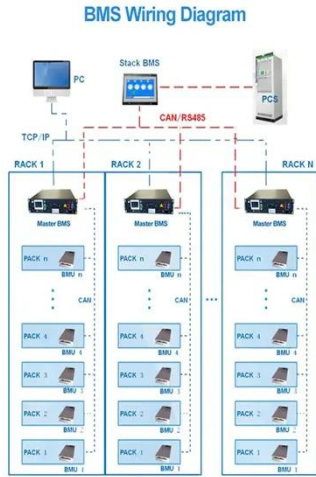 BMS Wiring Diagram
PC
Stack BMS
PCS
CAN/RS485
TCP/IP
RACK 1
RACK 2
RACK N
Master BMS
Master BMS
Master BMS
PACK n
BMU n
PACK n
BMU n
PACK n
BMU n
CAN
CAN
CAN
PACK 4
BMU 4
PACK 4
BMU 4
PACK 4
BMU 4
PACK 3
BMU 3
PACK 3
BMU 3
PACK 3
BMU 3
PACK 2
BMU 2
PACK 2
BMU 2
PACK 2
BMU 2
PACK 1
BMU 1
PACK 1
BMU 1
PACK 1
BMU 1